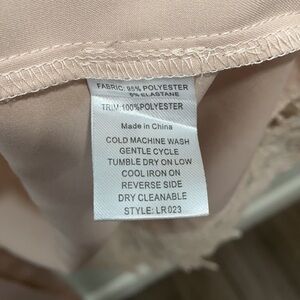 FABRIC: 95% POLYESTER
5% ELASTANE
TRIM:100%POLYESTER
Made in China
COLD MACHINE WASH
GENTLE CYCLE
TUMBLE DRY ON LOW
COOL IRON ON
REVERSE SIDE
DRY CLEANABLE
STYLE: LR023